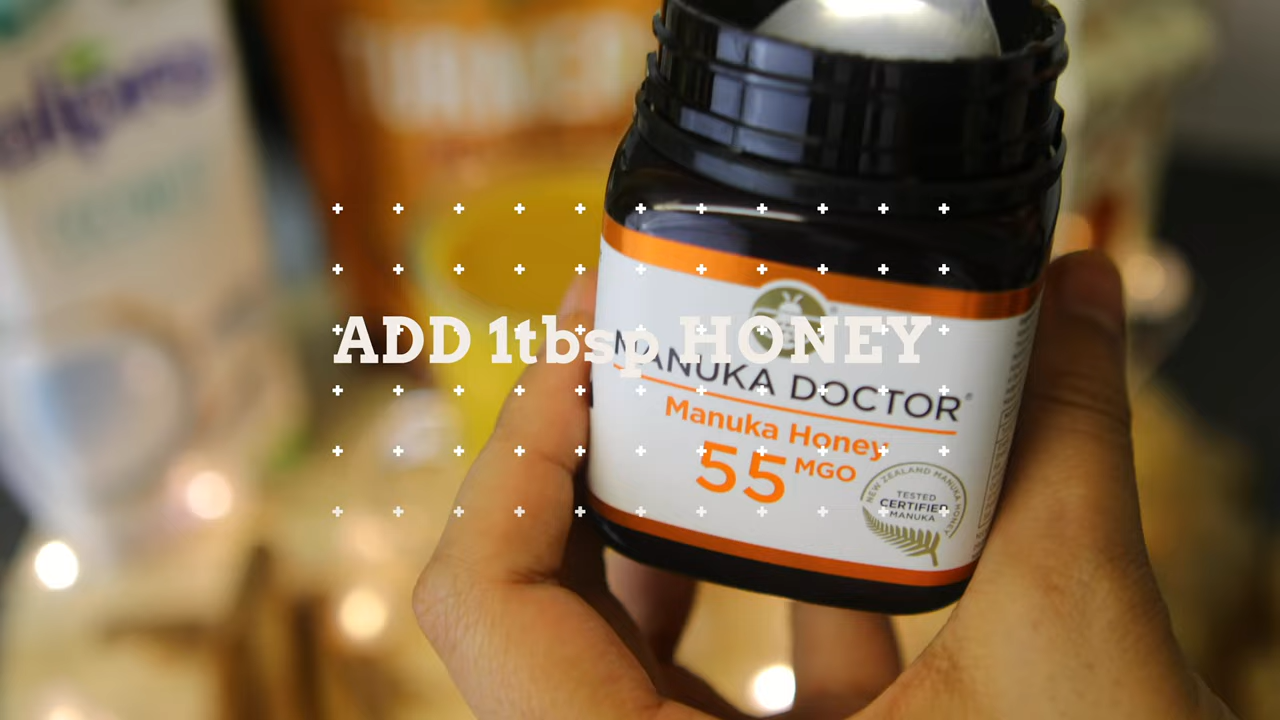 ADD 1tbsp HONEY
MANUKA DOCTOR®
Manuka Honey
55 MGO
NEW ZEALAND MANUKA HONEY
TESTED
CERTIFIED
MANUKA